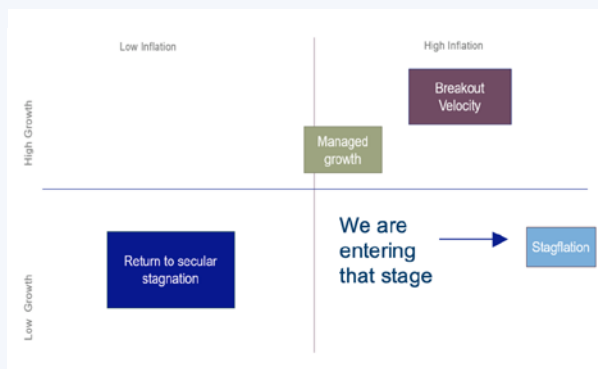 Low Inflation
High Inflation
High Growth
Breakout
Velocity
Managed
growth
Low Growth
Return to secular
stagnation
We are
entering
that stage
Stagflation